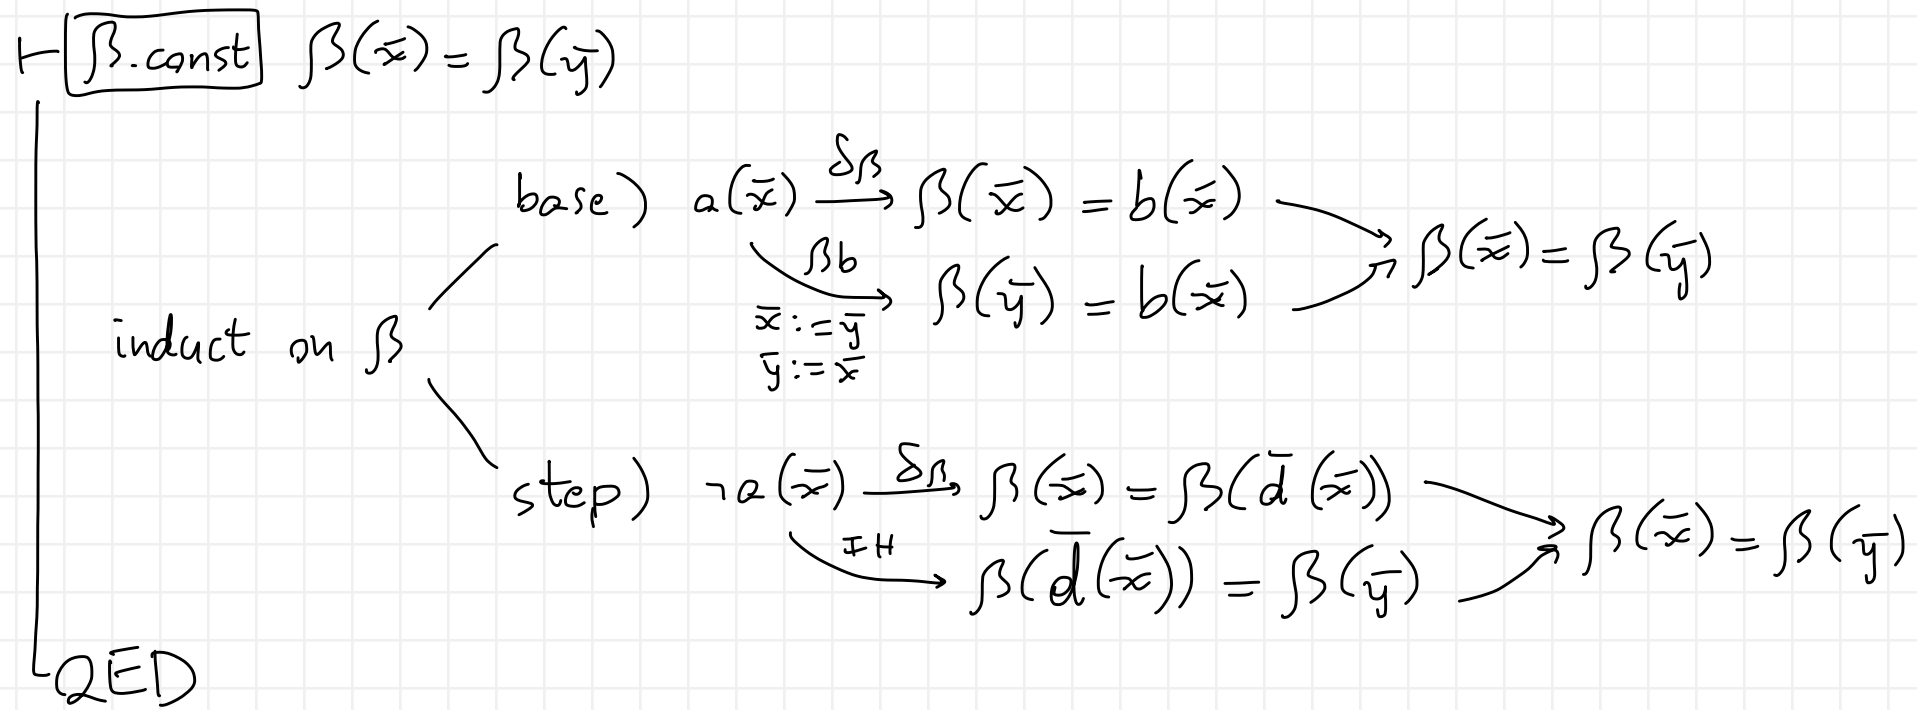 ⊢ β.const β(x̄) = β(ȳ)
base) a(x̄) →δβ β(x̄) = b(x̄)
βb β(ȳ) = b(x̄) β(x̄) = β(ȳ)
x̄ := ȳ
ȳ := x̄
induct on β
step) ¬a(x̄) →δβ β(x̄) = β(d̄(x̄))
IH β(d̄(x̄)) = β(ȳ) β(x̄) = β(ȳ)
QED